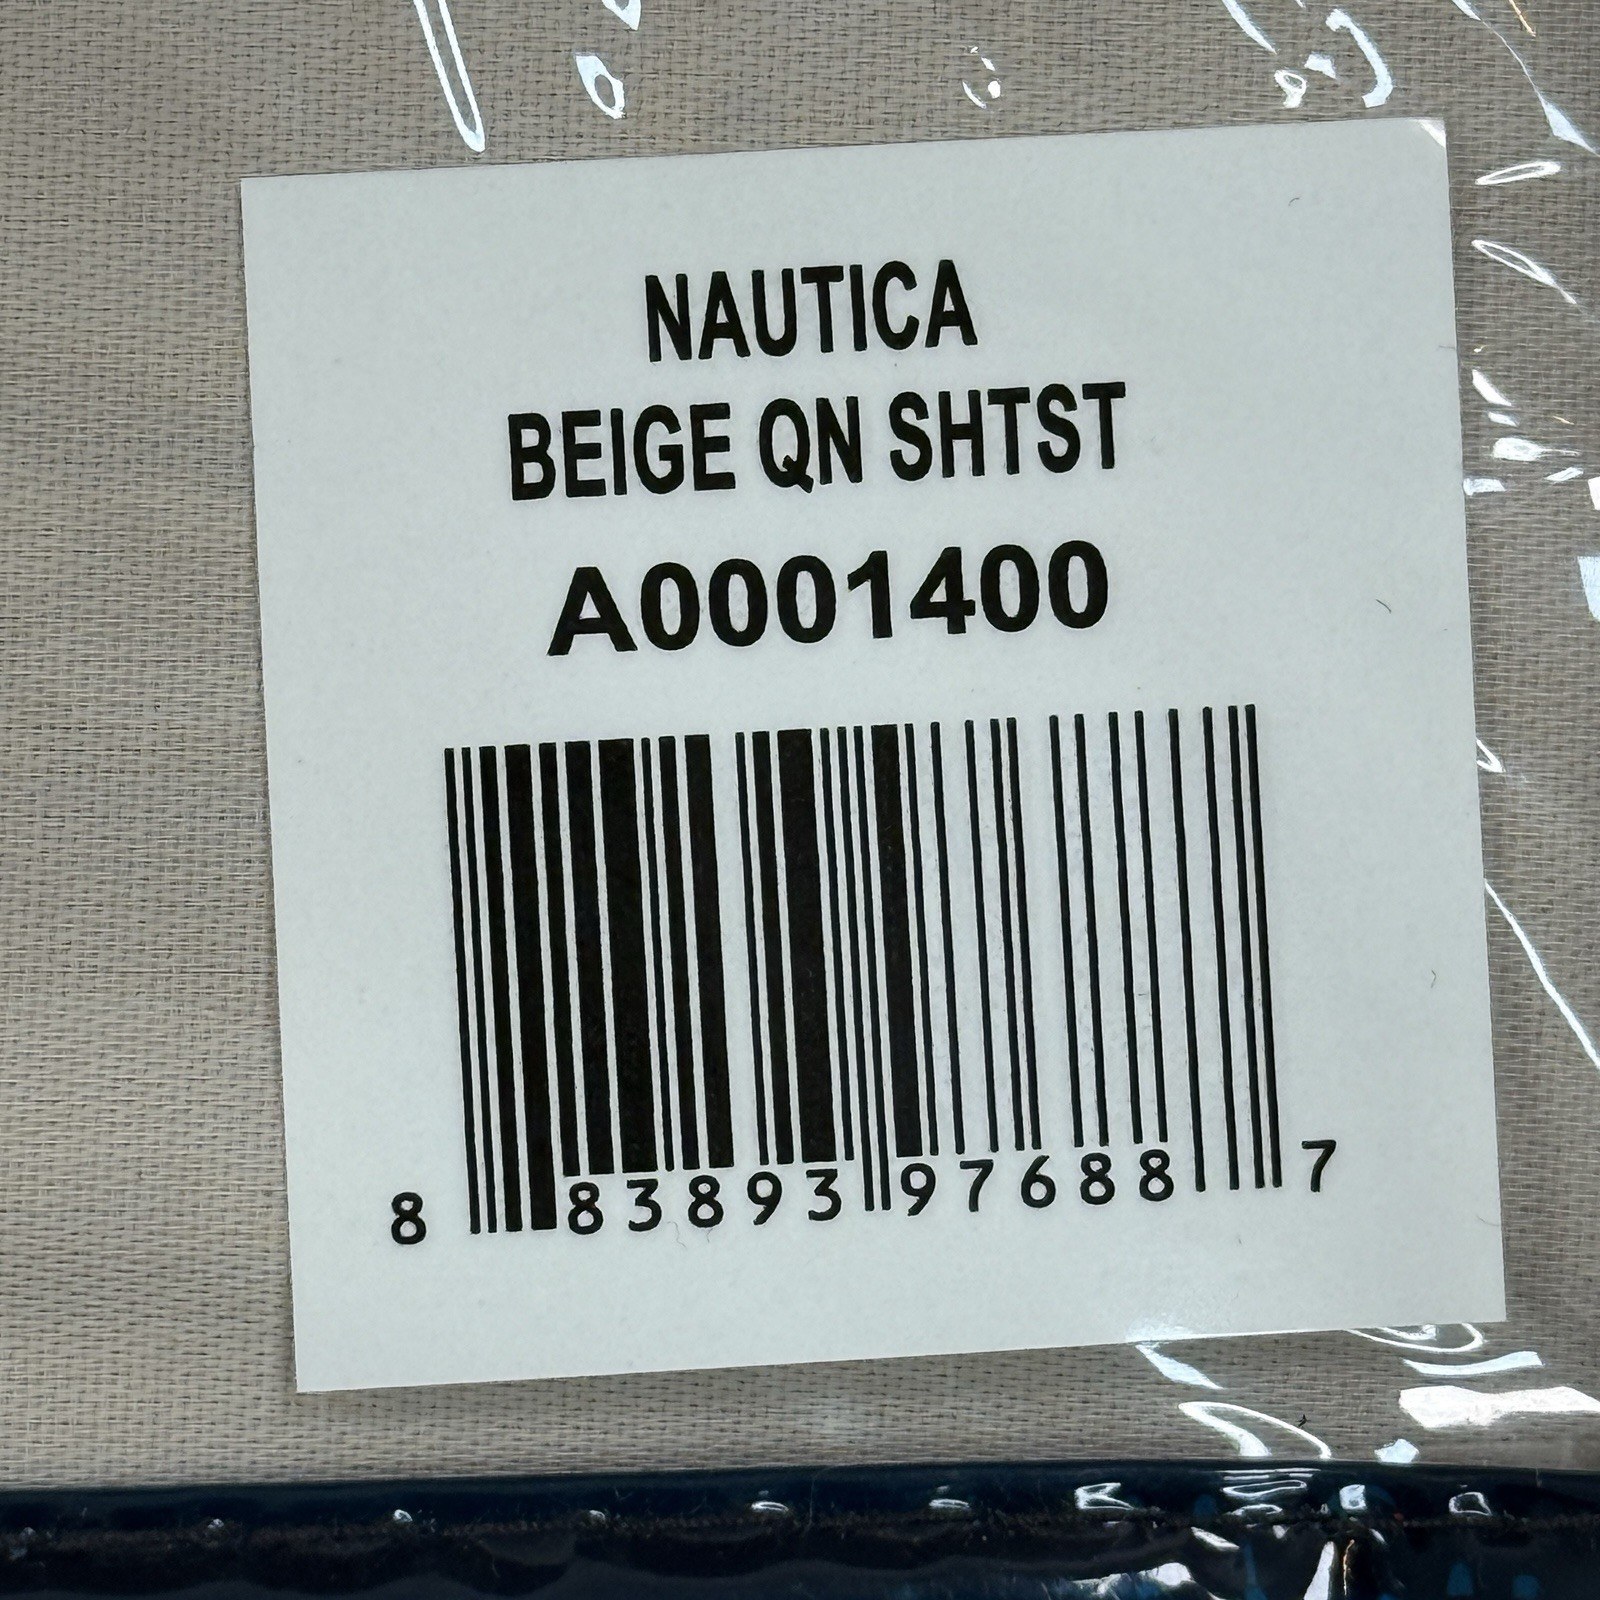 NAUTICA
BEIGE QN SHTST
A0001400
8 83893 97688 7